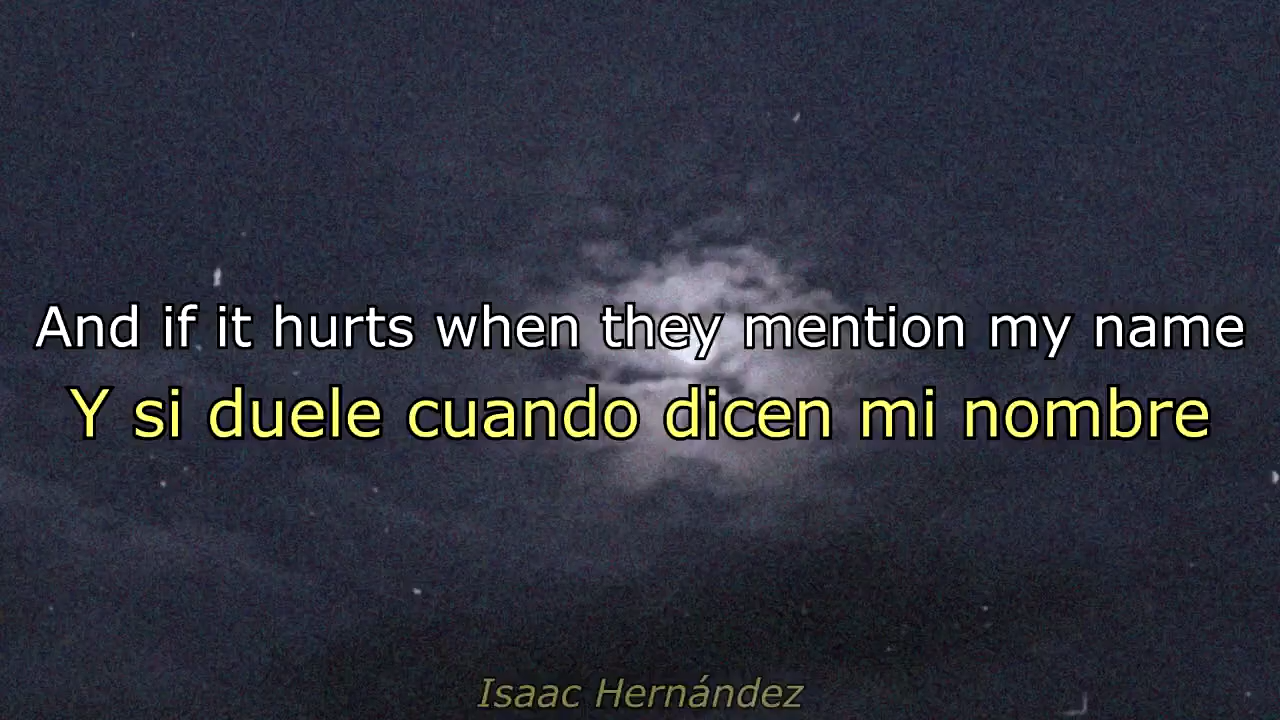 And if it hurts when they mention my name
Y si duele cuando dicen mi nombre
Isaac Hernández